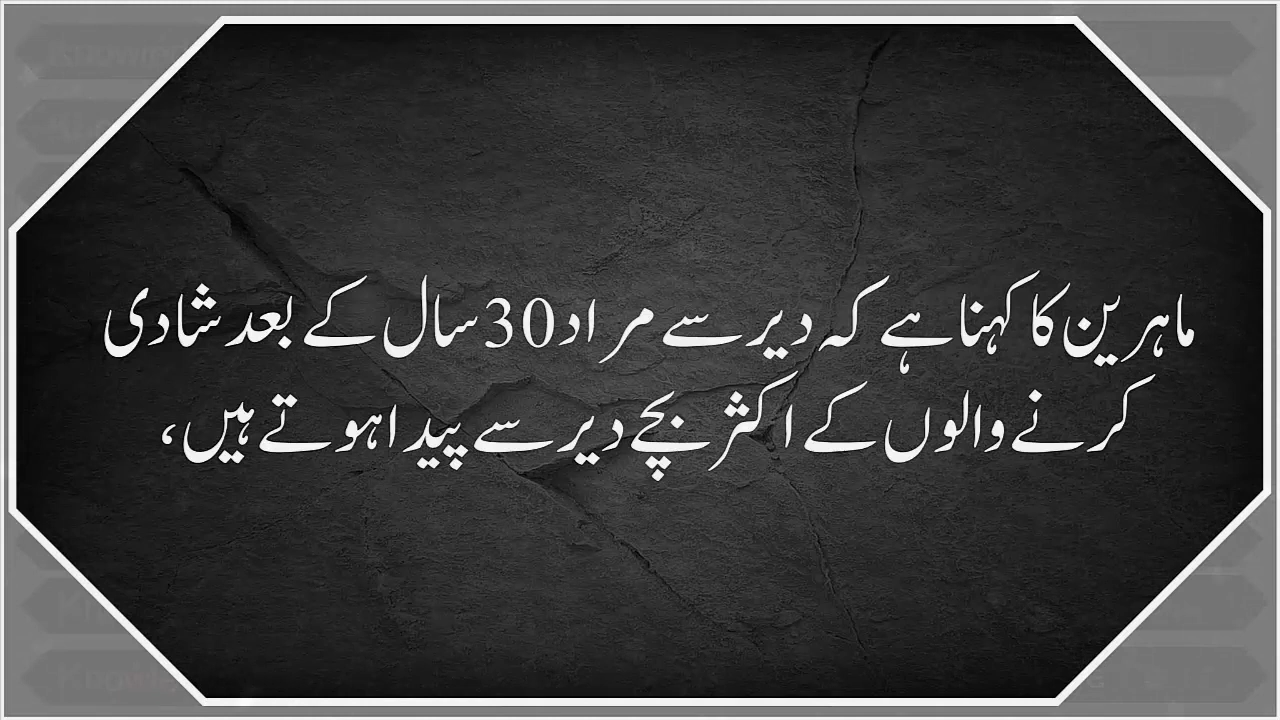 ماہرین کا کہنا ہے کہ دیر سے مراد 30 سال کے بعد شادی
کرنے والوں کے اکثر بچے دیر سے پیدا ہوتے ہیں،